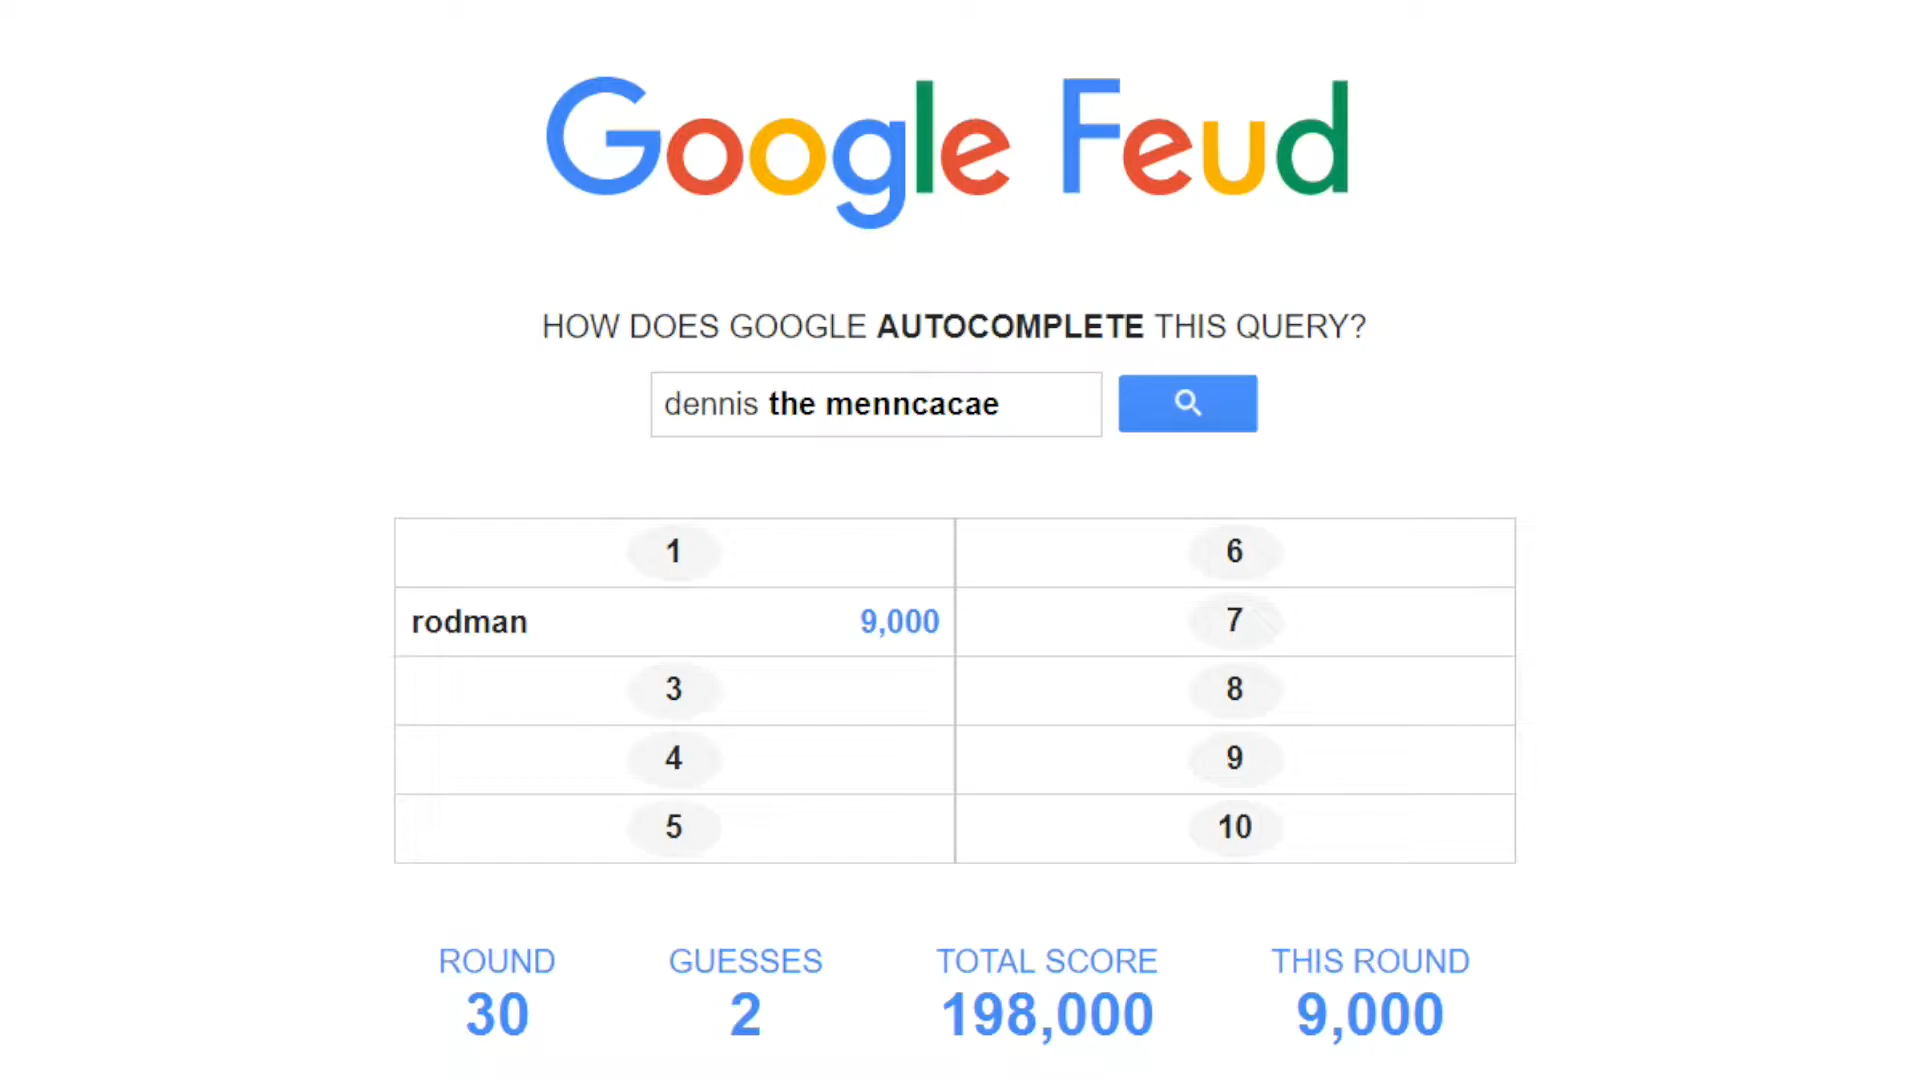 Google Feud
HOW DOES GOOGLE AUTOCOMPLETE THIS QUERY?
dennis the menncacae
1
6
rodman 9,000
7
3
8
4
9
5
10
ROUND GUESSES TOTAL SCORE THIS ROUND
30 2 198,000 9,000